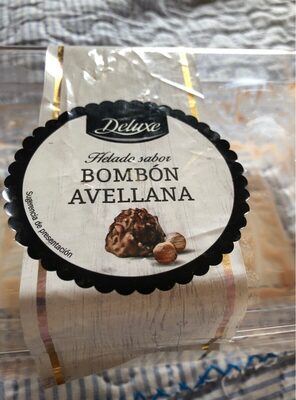 Deluxe
Helado sabor
BOMBÓN
AVELLANA
Sugerencia de presentación